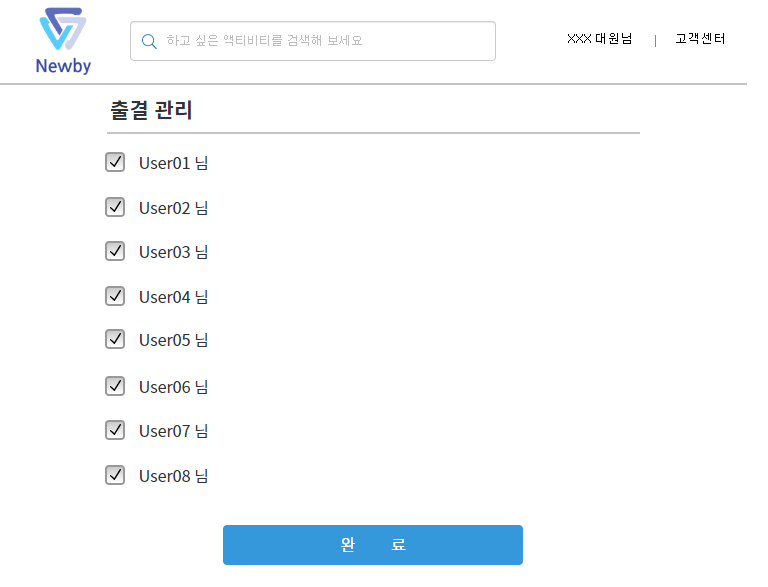 Newby
하고 싶은 액티비티를 검색해 보세요
XXX 대원님 | 고객센터
출결 관리
User01 님
User02 님
User03 님
User04 님
User05 님
User06 님
User07 님
User08 님
완 료